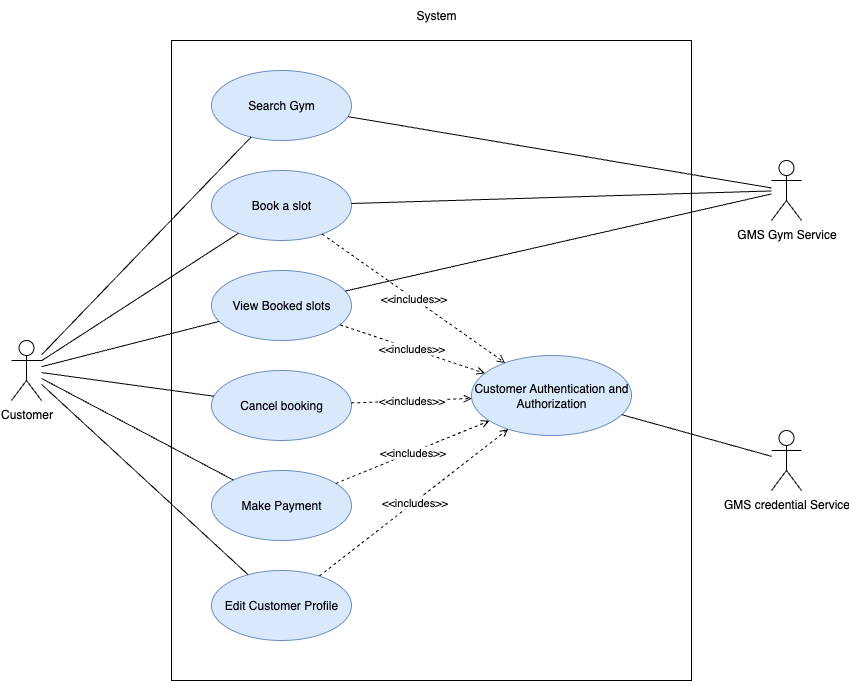 System
Search Gym
Book a slot
GMS Gym Service
View Booked slots
<<includes>>
<<includes>>
Customer Authentication and
Authorization
Cancel booking
<<includes>>
Customer
<<includes>>
Make Payment
<<includes>>
GMS credential Service
Edit Customer Profile